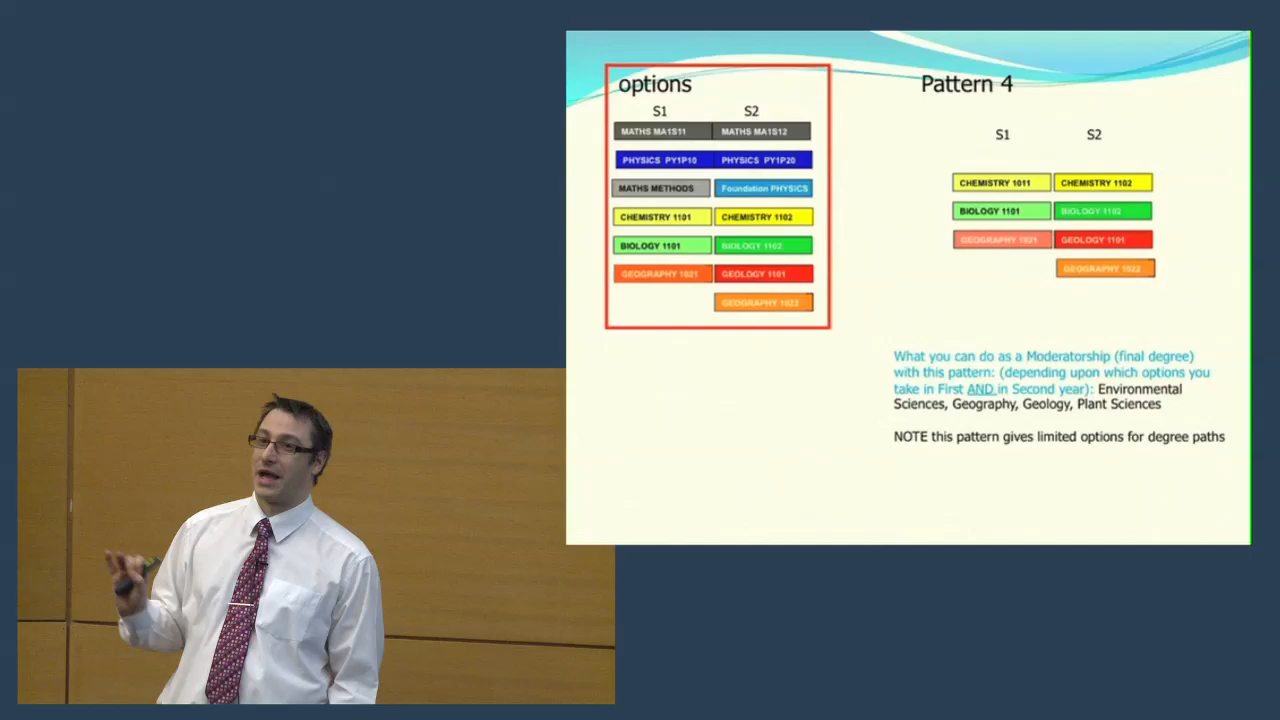 options
S1 S2
MATHS MA1S11 MATHS MA1S12
PHYSICS PY1P10 PHYSICS PY1P20
MATHS METHODS Foundation PHYSICS
CHEMISTRY 1101 CHEMISTRY 1102
BIOLOGY 1101 BIOLOGY 1102
GEOGRAPHY 1021 GEOLOGY 1101
GEOGRAPHY 1022
Pattern 4
S1 S2
CHEMISTRY 1011 CHEMISTRY 1102
BIOLOGY 1101 BIOLOGY 1102
GEOGRAPHY 1021 GEOLOGY 1101
GEOGRAPHY 1022
What you can do as a Moderatorship (final degree)
with this pattern: (depending upon which options you
take in First AND in Second year): Environmental
Sciences, Geography, Geology, Plant Sciences
NOTE this pattern gives limited options for degree paths